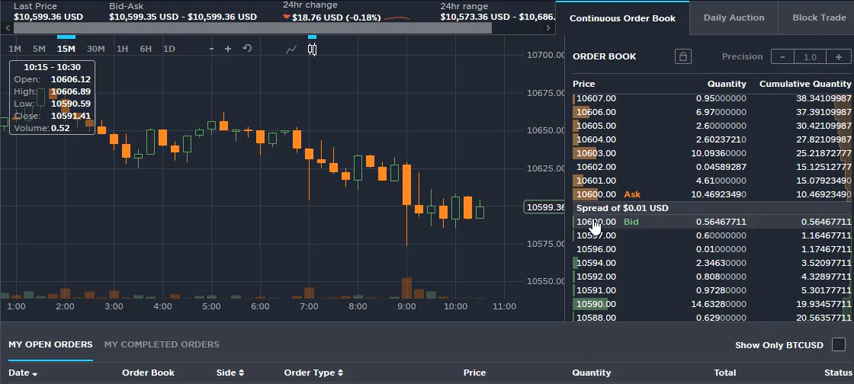 Last Price Bid-Ask 24hr change 24hr range
$10,599.36 USD $10,599.35 USD - $10,599.36 USD $18.76 USD (-0.18%) $10,573.36 USD - $10,686.
Continuous Order Book Daily Auction Block Trade
1M 5M 15M 30M 1H 6H 1D - +
10:15 - 10:30
Open: 10606.12
High: 10606.89
Low: 10590.59
Close: 10591.41
Volume: 0.52
10700.00
10675.00
10650.00
10625.00
10599.36
10575.00
10550.00
1:00 2:00 3:00 4:00 5:00 6:00 7:00 8:00 9:00 10:00 11:00
ORDER BOOK Precision - 1.0 +
Price Quantity Cumulative Quantity
10607.00 0.95000000 38.34109987
10606.00 6.97000000 37.39109987
10605.00 2.60000000 30.42109987
10604.00 2.60237210 27.82109987
10603.00 10.09360000 25.21872777
10602.00 0.04589287 15.12512777
10601.00 4.61000000 15.07923490
10600.00 Ask 10.46923490 10.46923490
Spread of $0.01 USD
Bid 0.56467711 0.56467711
10597.00 0.60000000 1.16467711
10596.00 0.01000000 1.17467711
10594.00 2.34630000 3.52097711
10592.00 0.80800000 4.32897711
10591.00 0.97280000 5.30177711
10590.00 14.63280000 19.93457711
10588.00 0.62900000 20.56357711
MY OPEN ORDERS MY COMPLETED ORDERS Show Only BTCUSD
Date Order Book Side Order Type Price Quantity Total Status